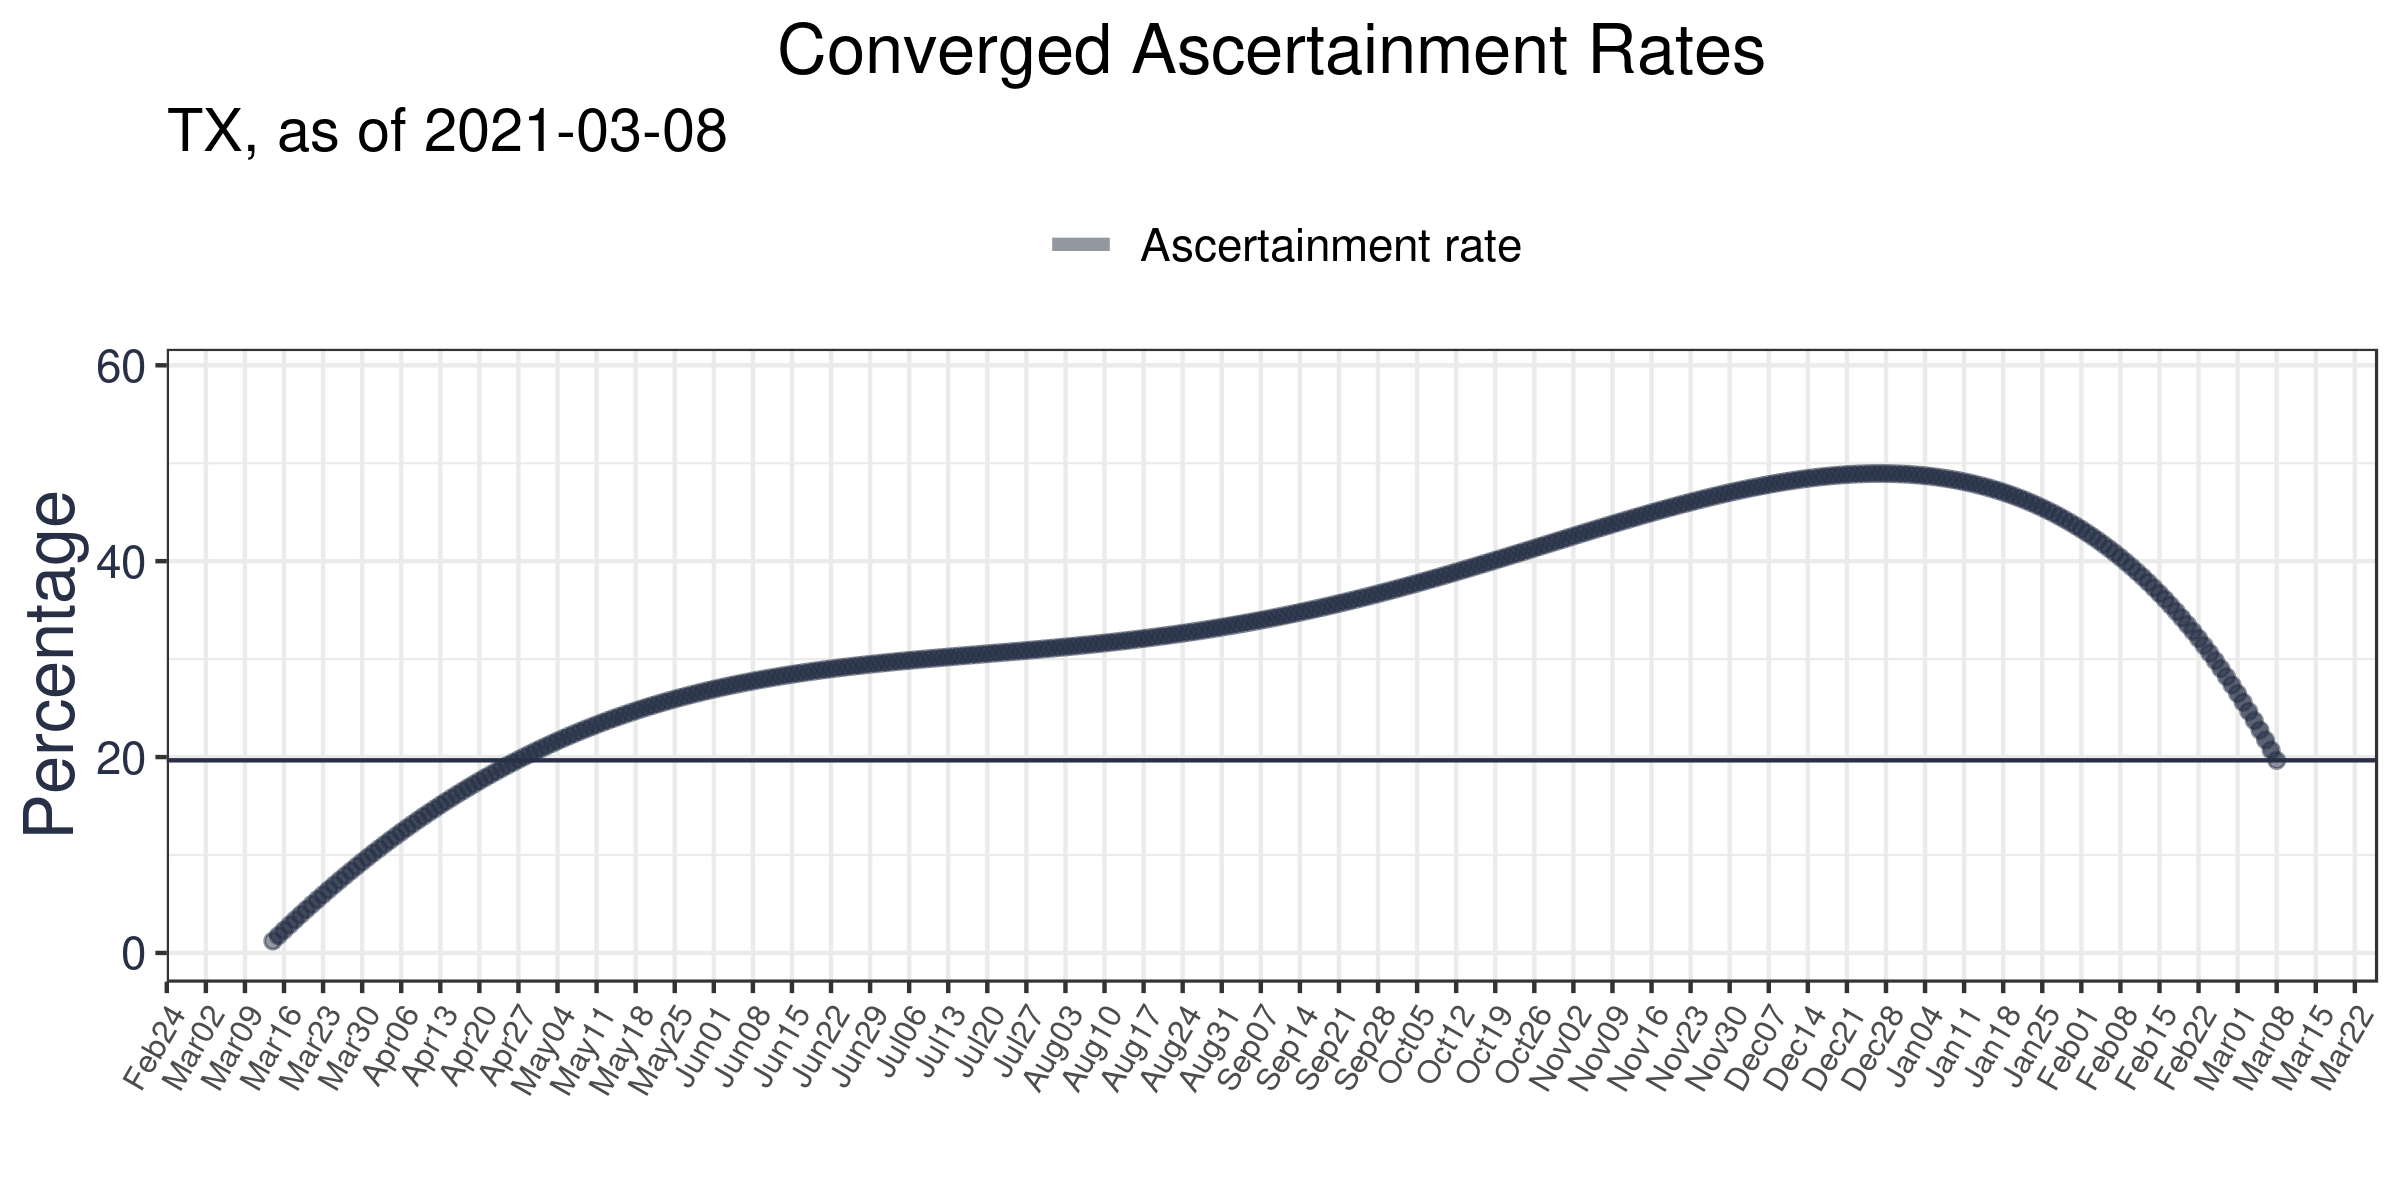 Converged Ascertainment Rates
TX, as of 2021-03-08
Ascertainment rate
Percentage
60
40
20
0
Feb24 Mar02 Mar09 Mar16 Mar23 Mar30 Apr06 Apr13 Apr20 Apr27 May04 May11 May18 May25 Jun01 Jun08 Jun15 Jun22 Jun29 Jul06 Jul13 Jul20 Jul27 Aug03 Aug10 Aug17 Aug24 Aug31 Sep07 Sep14 Sep21 Sep28 Oct05 Oct12 Oct19 Oct26 Nov02 Nov09 Nov16 Nov23 Nov30 Dec07 Dec14 Dec21 Dec28 Jan04 Jan11 Jan18 Jan25 Feb01 Feb08 Feb15 Feb22 Mar01 Mar08 Mar15 Mar22